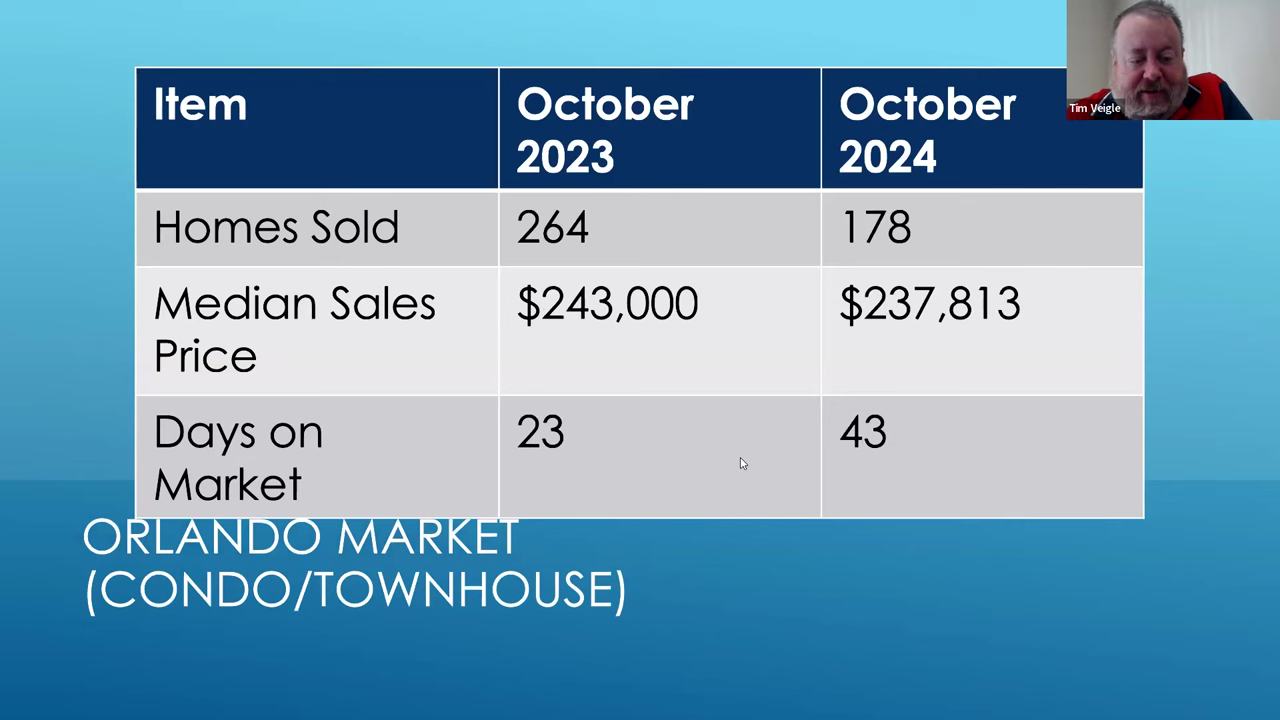 Item
October
2023
October
2024
Tim Yeigle
Homes Sold
264
178
Median Sales
Price
$243,000
$237,813
Days on
Market
23
43
ORLANDO MARKET
(CONDO/TOWNHOUSE)